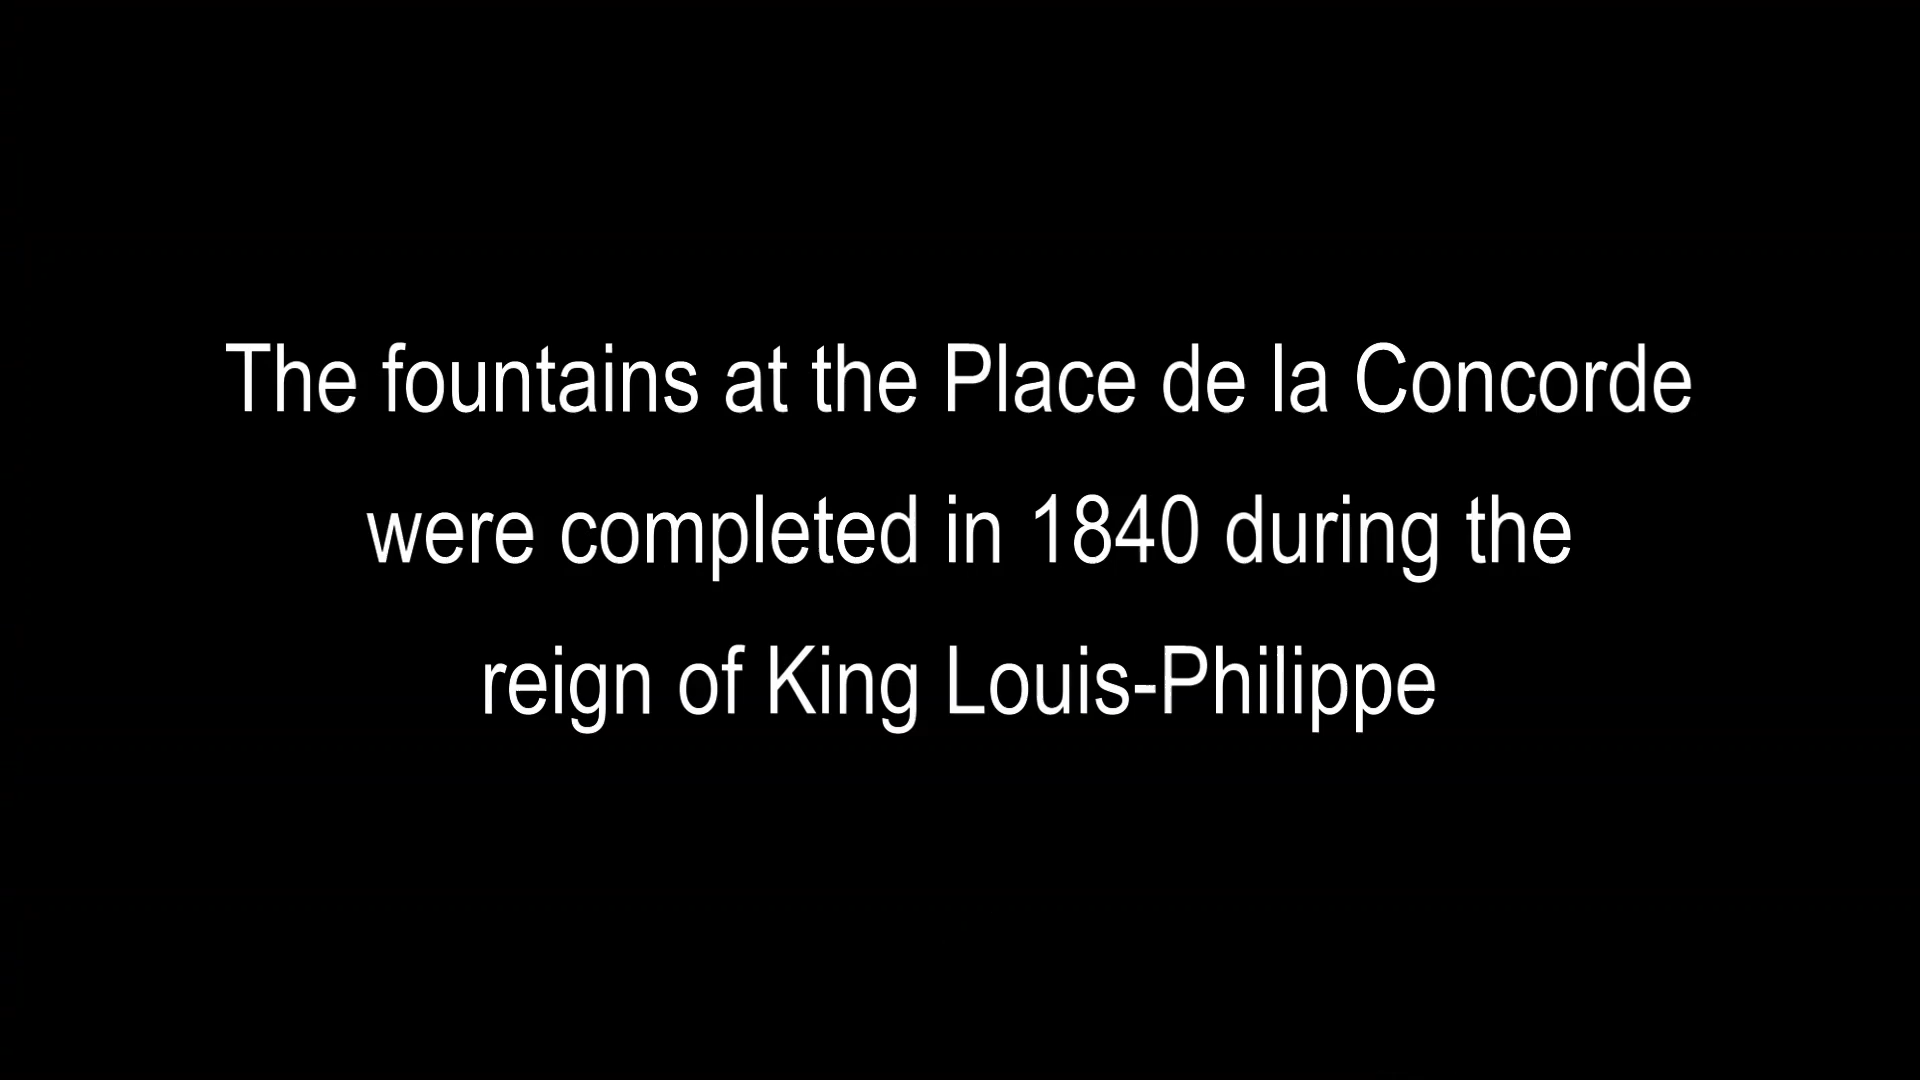 The fountains at the Place de la Concorde
were completed in 1840 during the
reign of King Louis-Philippe